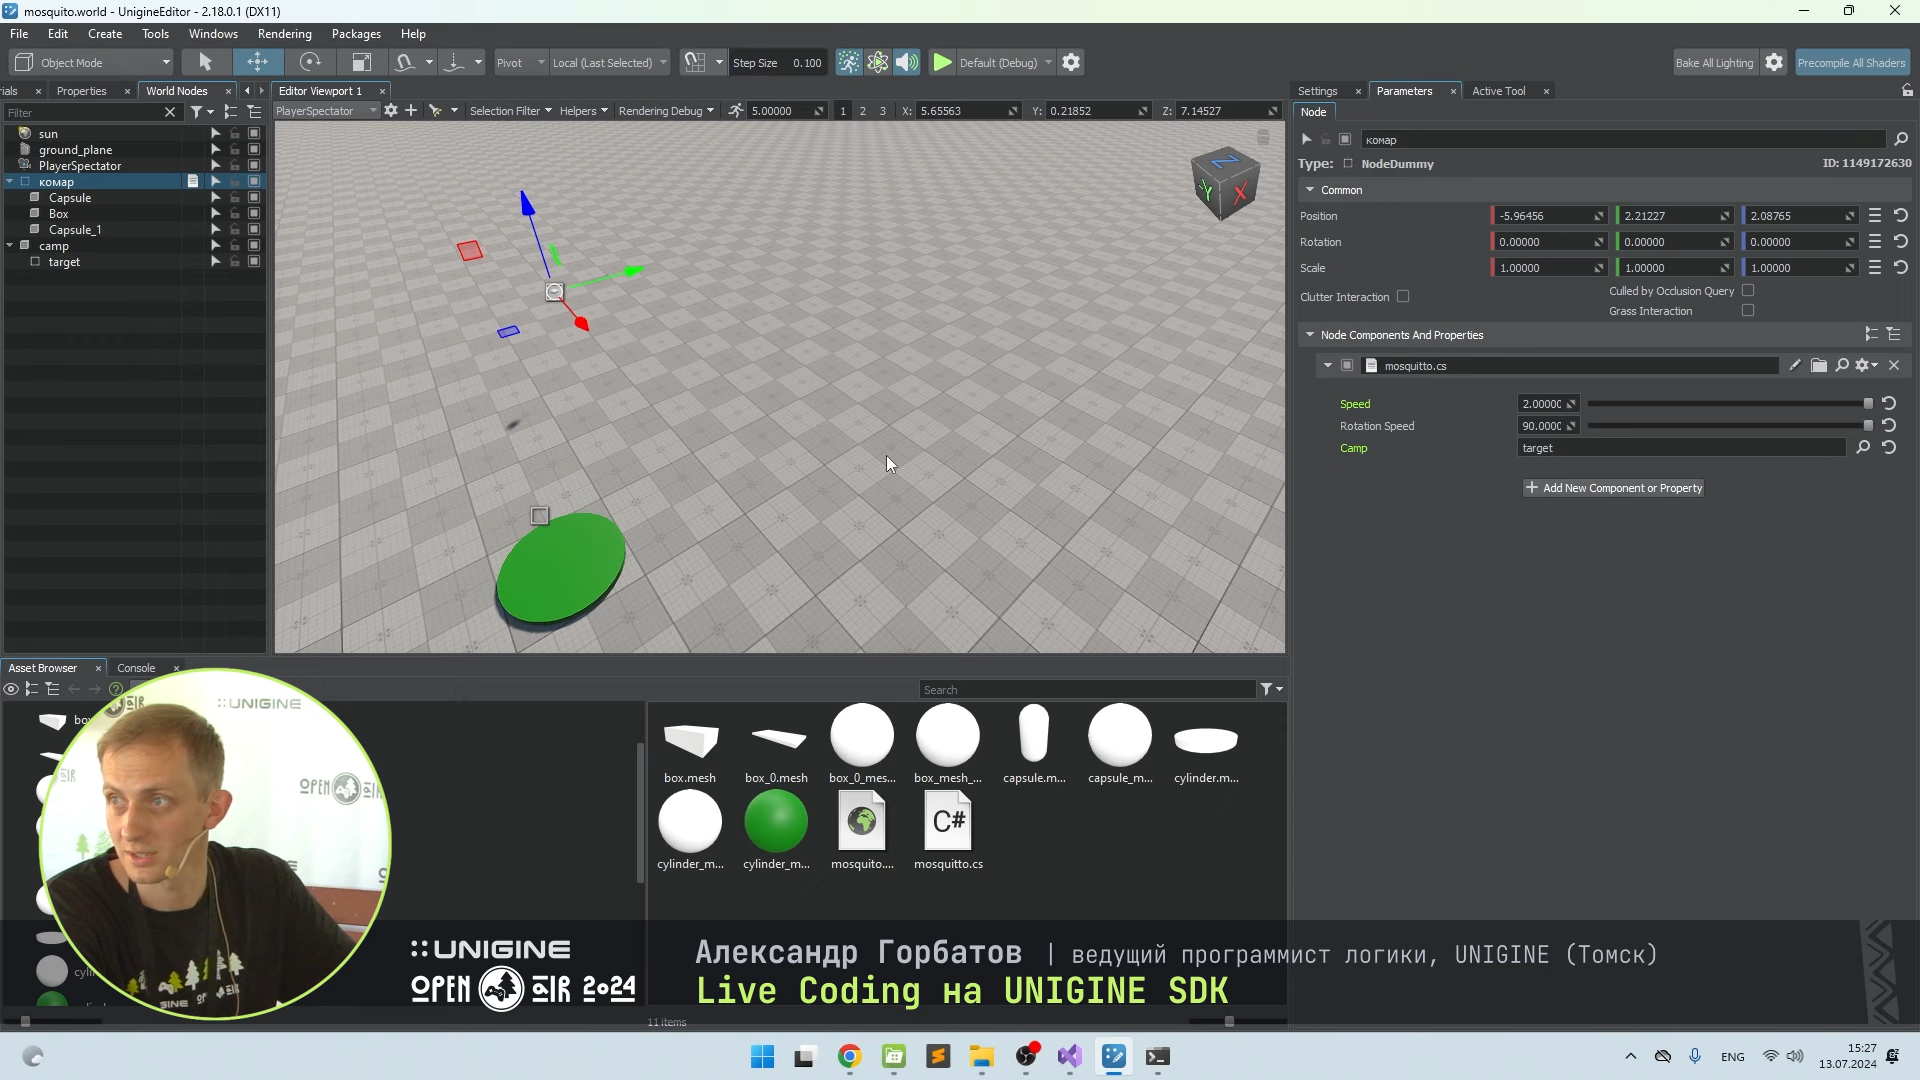 mosquito.world - UnigineEditor - 2.18.0.1 (DX11)
File Edit Create Tools Windows Rendering Packages Help
Object Mode Pivot Local (Last Selected) Step Size 0.100 Default (Debug) Bake All Lighting Precompile All Shaders
ials Properties World Nodes Editor Viewport 1 Settings Parameters Active Tool
Filter PlayerSpectator Selection Filter Helpers Rendering Debug 5.00000 1 2 3 X: 5.65563 Y: 0.21852 Z: 7.14527
Node
sun
ground_plane
PlayerSpectator
комар
Capsule
Box
Capsule_1
camp
target
Z Y X
комар
Type: NodeDummy ID: 1149172630
Common
Position -5.96456 2.21227 2.08765
Rotation 0.00000 0.00000 0.00000
Scale 1.00000 1.00000 1.00000
Clutter Interaction Culled by Occlusion Query
Grass Interaction
Node Components And Properties
mosquitto.cs
Speed 2.0000
Rotation Speed 90.000
Camp target
Add New Component or Property
Asset Browser Console
Search
box
box.mesh box_0.mesh box_0_mes... box_mesh_... capsule.m... capsule_m... cylinder.m...
C#
cylinder_m... cylinder_m... mosquito.... mosquitto.cs
cyli
11 items
UNIGINE
OPEN AIR
UNIGINE
OPEN AIR 2024
Александр Горбатов | ведущий программист логики, UNIGINE (Томск)
Live Coding на UNIGINE SDK
ENG 15:27
13.07.2024